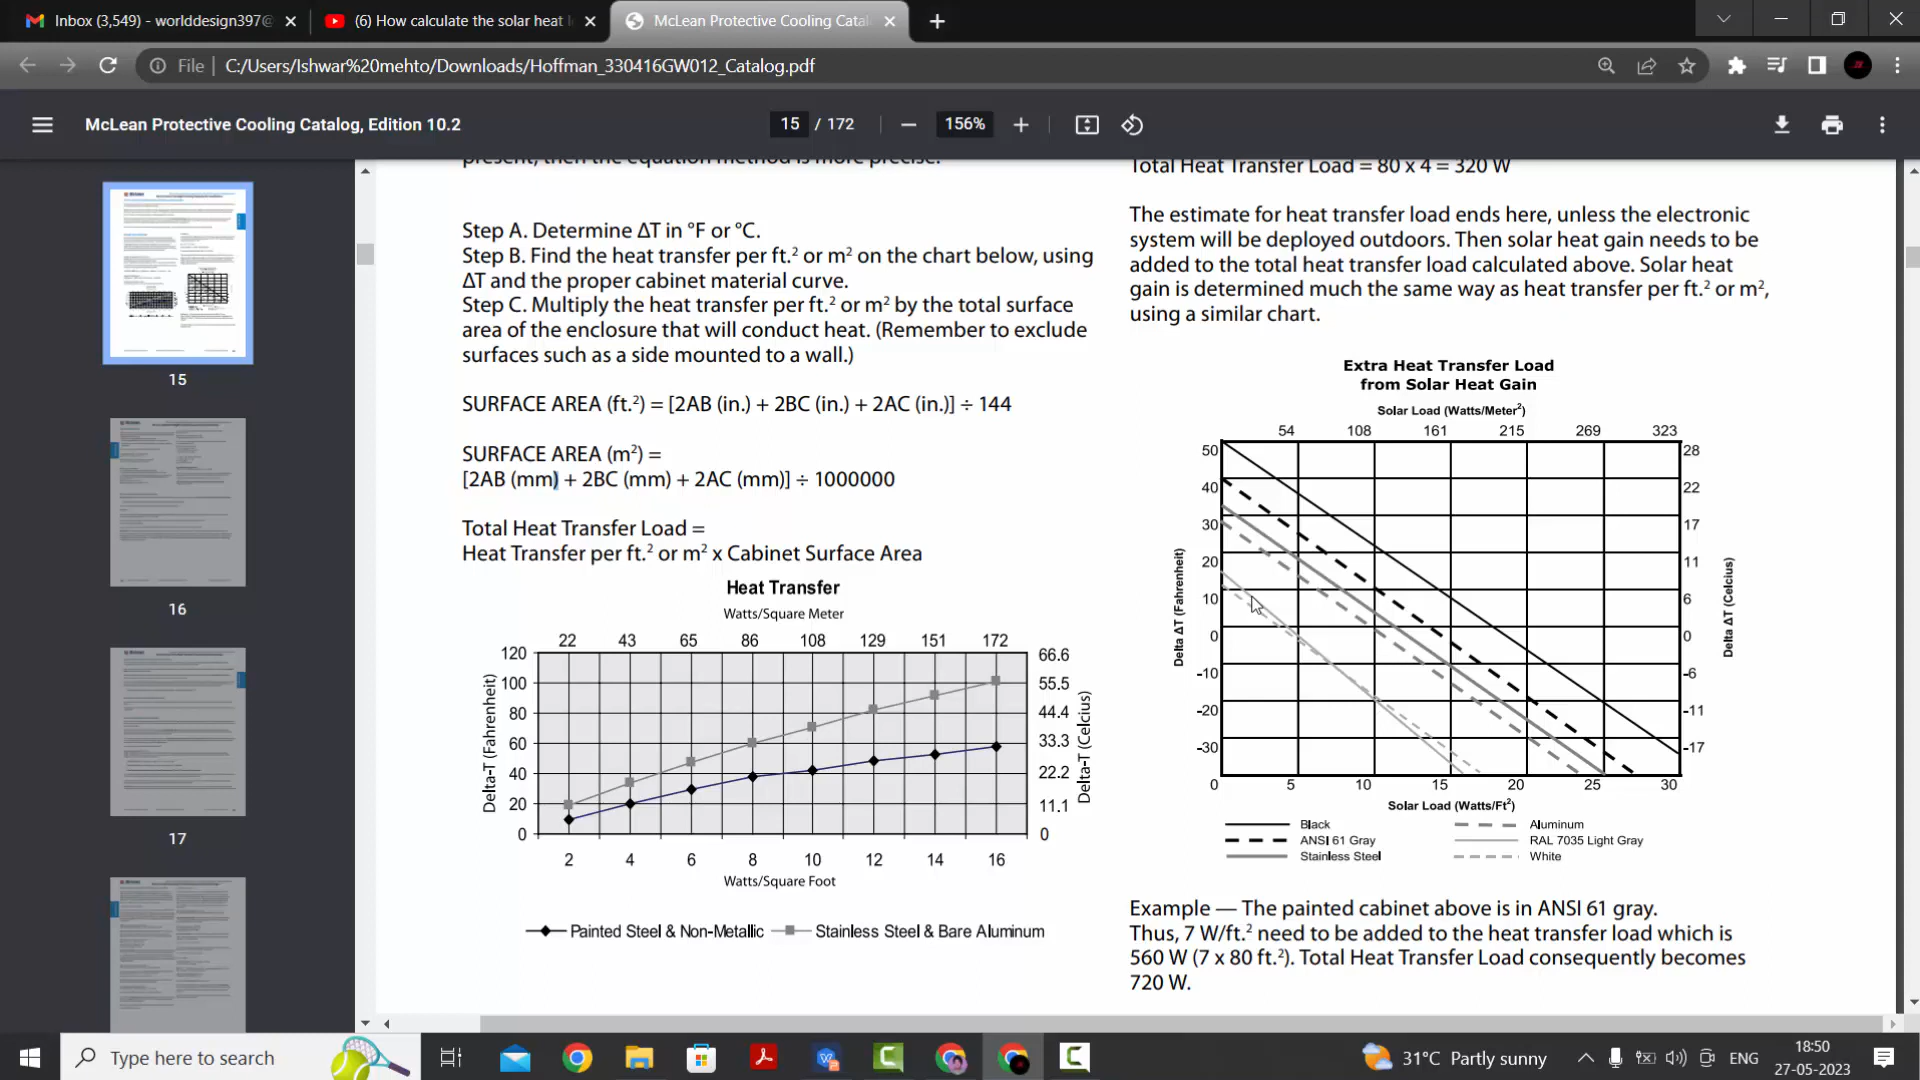 Inbox (3,549) - worlddesign397@
(6) How calculate the solar heat l
McLean Protective Cooling Cata
File
C:/Users/Ishwar%20mehto/Downloads/Hoffman_330416GW012_Catalog.pdf
McLean Protective Cooling Catalog, Edition 10.2
15 / 172
156%
15
16
17
present, then the equation method is more precise.
Step A. Determine ΔT in °F or °C.
Step B. Find the heat transfer per ft.² or m² on the chart below, using
ΔT and the proper cabinet material curve.
Step C. Multiply the heat transfer per ft.² or m² by the total surface
area of the enclosure that will conduct heat. (Remember to exclude
surfaces such as a side mounted to a wall.)
SURFACE AREA (ft.²) = [2AB (in.) + 2BC (in.) + 2AC (in.)] ÷ 144
SURFACE AREA (m²) =
[2AB (mm) + 2BC (mm) + 2AC (mm)] ÷ 1000000
Total Heat Transfer Load =
Heat Transfer per ft.² or m² x Cabinet Surface Area
Heat Transfer
Watts/Square Meter
22 43 65 86 108 129 151 172
120 100 80 60 40 20 0
66.6 55.5 44.4 33.3 22.2 11.1 0
Delta-T (Fahrenheit)
Delta-T (Celcius)
2 4 6 8 10 12 14 16
Watts/Square Foot
Painted Steel & Non-Metallic
Stainless Steel & Bare Aluminum
Total Heat Transfer Load = 80 x 4 = 320 W
The estimate for heat transfer load ends here, unless the electronic
system will be deployed outdoors. Then solar heat gain needs to be
added to the total heat transfer load calculated above. Solar heat
gain is determined much the same way as heat transfer per ft.² or m²,
using a similar chart.
Extra Heat Transfer Load
from Solar Heat Gain
Solar Load (Watts/Meter²)
54 108 161 215 269 323
50 40 30 20 10 0 -10 -20 -30
28 22 17 11 6 0 -6 -11 -17
Delta ΔT (Fahrenheit)
Delta ΔT (Celcius)
0 5 10 15 20 25 30
Solar Load (Watts/Ft²)
Black
ANSI 61 Gray
Stainless Steel
Aluminum
RAL 7035 Light Gray
White
Example — The painted cabinet above is in ANSI 61 gray.
Thus, 7 W/ft.² need to be added to the heat transfer load which is
560 W (7 x 80 ft.²). Total Heat Transfer Load consequently becomes
720 W.
Type here to search
31°C Partly sunny
ENG
18:50
27-05-2023